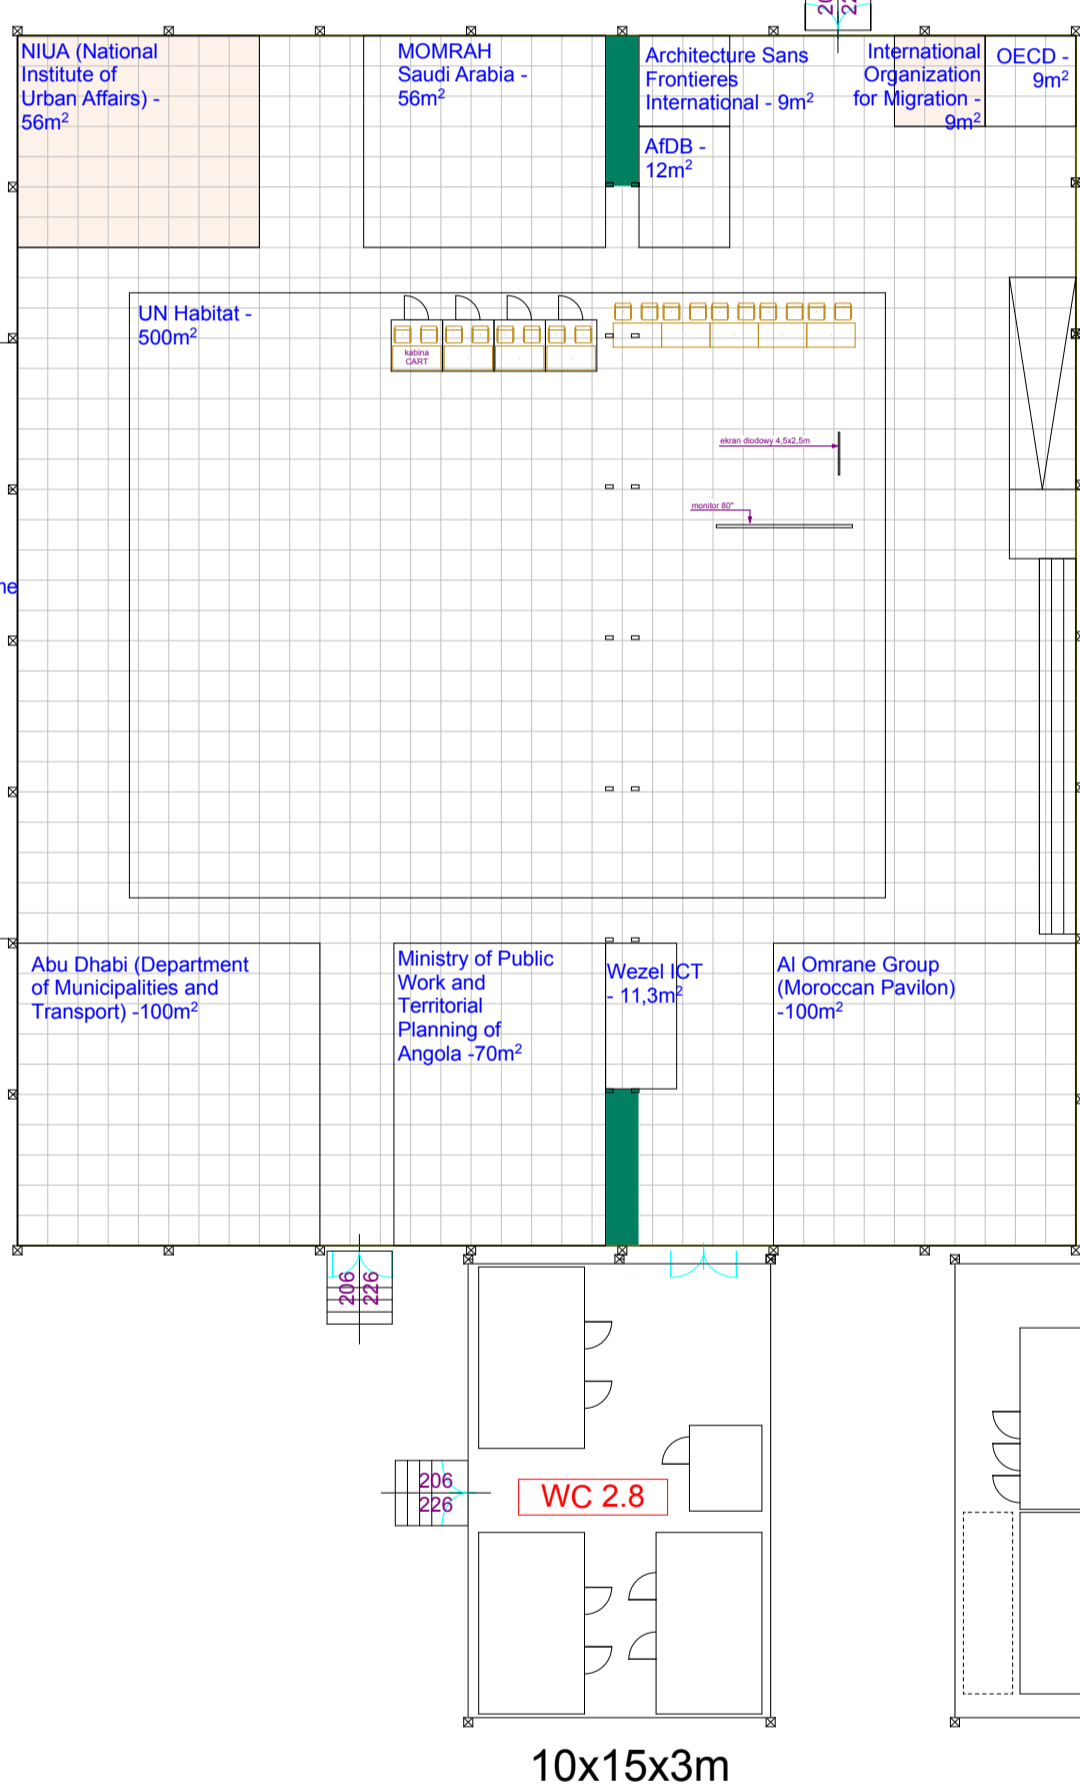 NIUA (National
Institute of
Urban Affairs) -
56m²
MOMRAH
Saudi Arabia -
56m²
Architecture Sans
Frontieres
International - 9m²
International
Organization
for Migration -
9m²
OECD -
9m²
AfDB -
12m²
UN Habitat -
500m²
kabina
CART
ekran diodowy 4,5x2,5m
monitor 80"
Abu Dhabi (Department
of Municipalities and
Transport) -100m²
Ministry of Public
Work and
Territorial
Planning of
Angola -70m²
Wezel ICT
- 11,3m²
Al Omrane Group
(Moroccan Pavilon)
-100m²
206
226
206
226
WC 2.8
10x15x3m